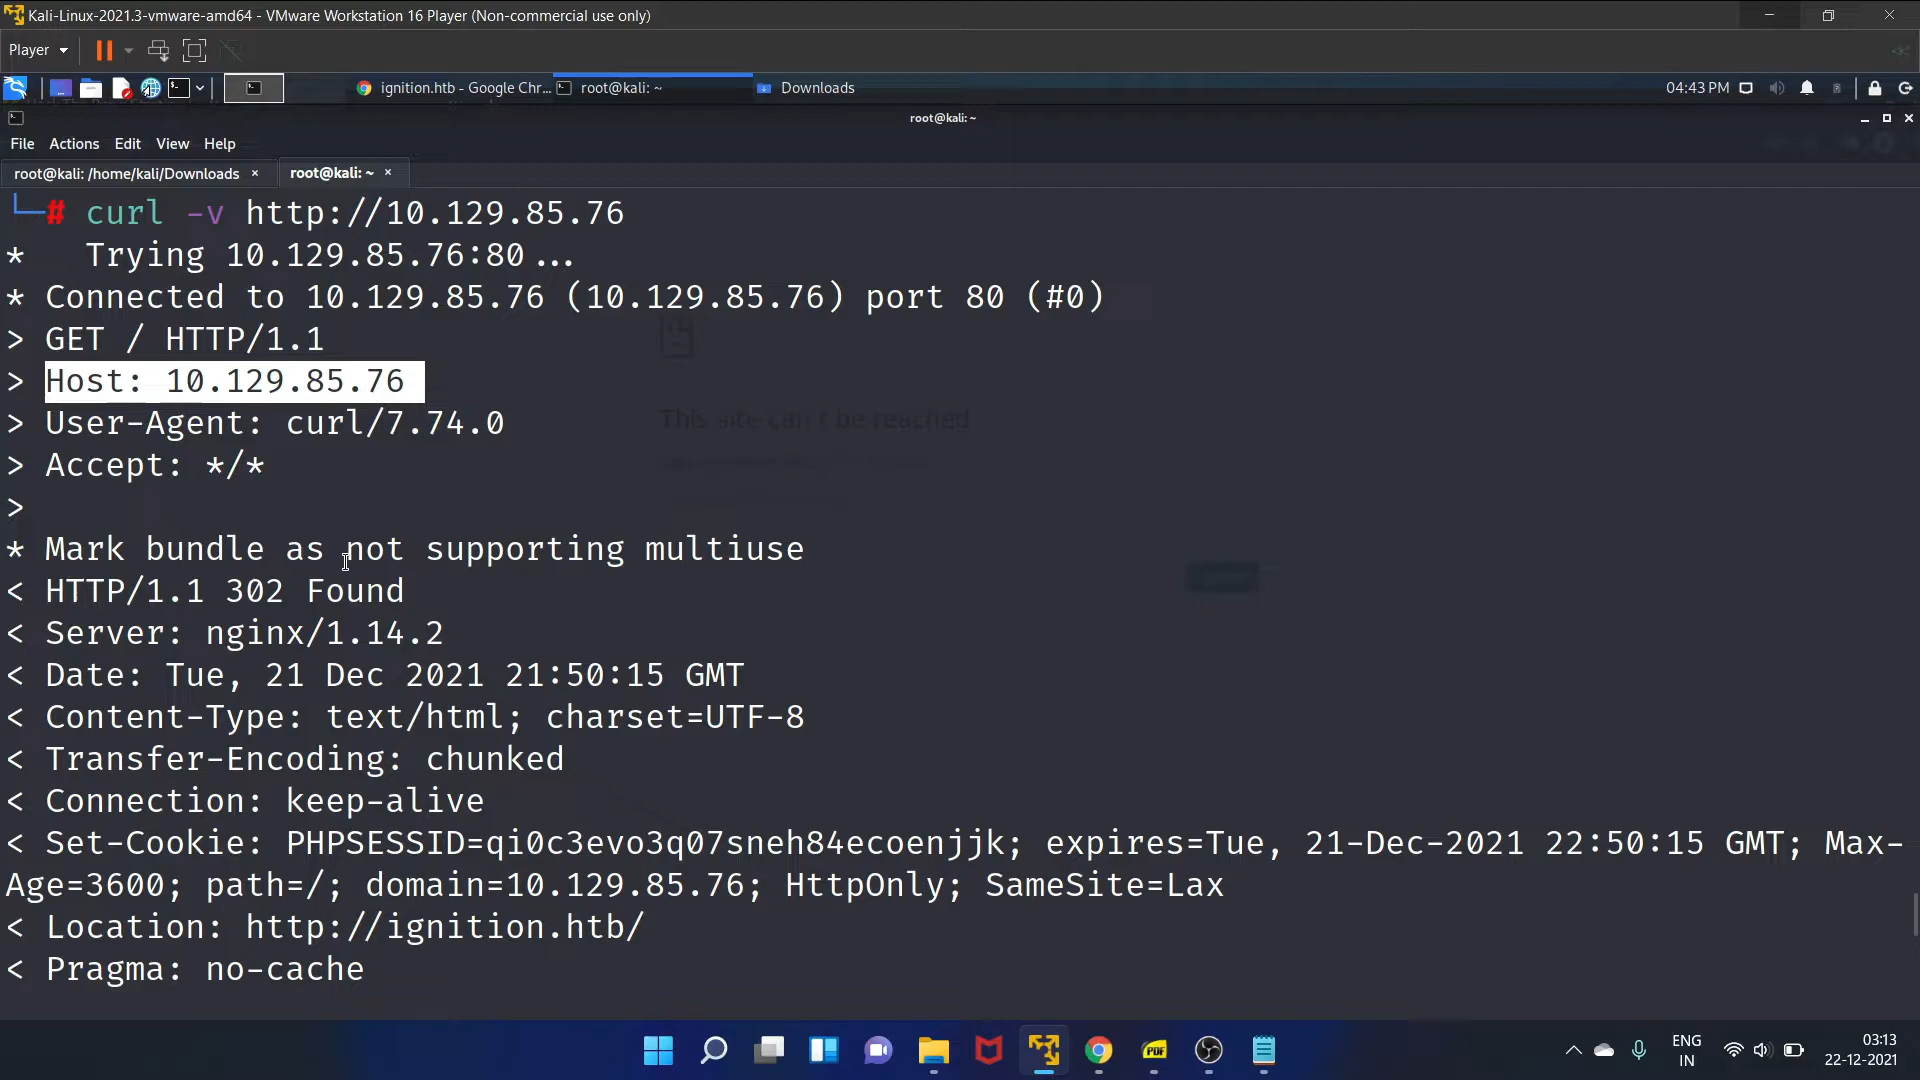 Kali-Linux-2021.3-vmware-amd64 - VMware Workstation 16 Player (Non-commercial use only)
Player
ignition.htb - Google Chr...
root@kali: ~
Downloads
04:43 PM
root@kali: ~
File Actions Edit View Help
root@kali: /home/kali/Downloads ×
root@kali: ~ ×
└─# curl -v http://10.129.85.76
*   Trying 10.129.85.76:80...
* Connected to 10.129.85.76 (10.129.85.76) port 80 (#0)
> GET / HTTP/1.1
> Host: 10.129.85.76
> User-Agent: curl/7.74.0
> Accept: */*
>
* Mark bundle as not supporting multiuse
< HTTP/1.1 302 Found
< Server: nginx/1.14.2
< Date: Tue, 21 Dec 2021 21:50:15 GMT
< Content-Type: text/html; charset=UTF-8
< Transfer-Encoding: chunked
< Connection: keep-alive
< Set-Cookie: PHPSESSID=qi0c3evo3q07sneh84ecoenjjk; expires=Tue, 21-Dec-2021 22:50:15 GMT; Max-
Age=3600; path=/; domain=10.129.85.76; HttpOnly; SameSite=Lax
< Location: http://ignition.htb/
< Pragma: no-cache
This site can't be reached
PDF
ENG
IN
03:13
22-12-2021